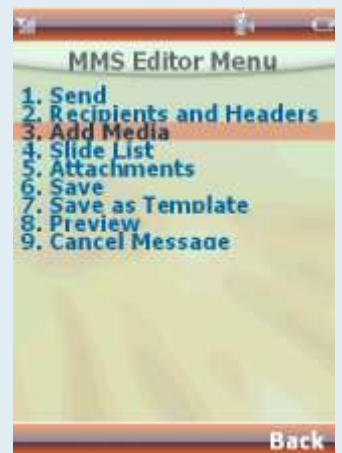 MMS Editor Menu
1. Send
2. Recipients and Headers
3. Add Media
4. Slide List
5. Attachments
6. Save
7. Save as Template
8. Preview
9. Cancel Message
Back